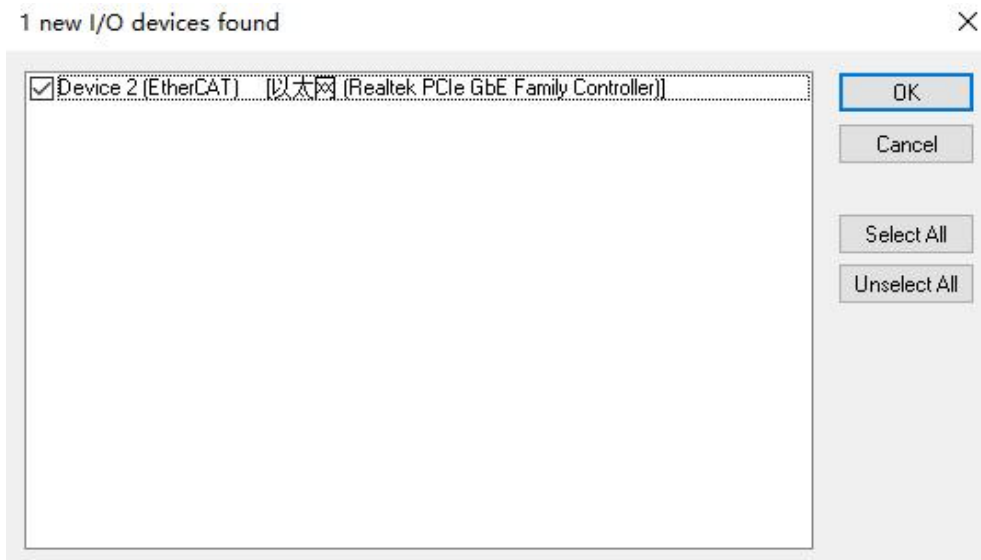 1 new I/O devices found
Device 2 (EtherCAT) [以太网 (Realtek PCIe GbE Family Controller)]
OK
Cancel
Select All
Unselect All